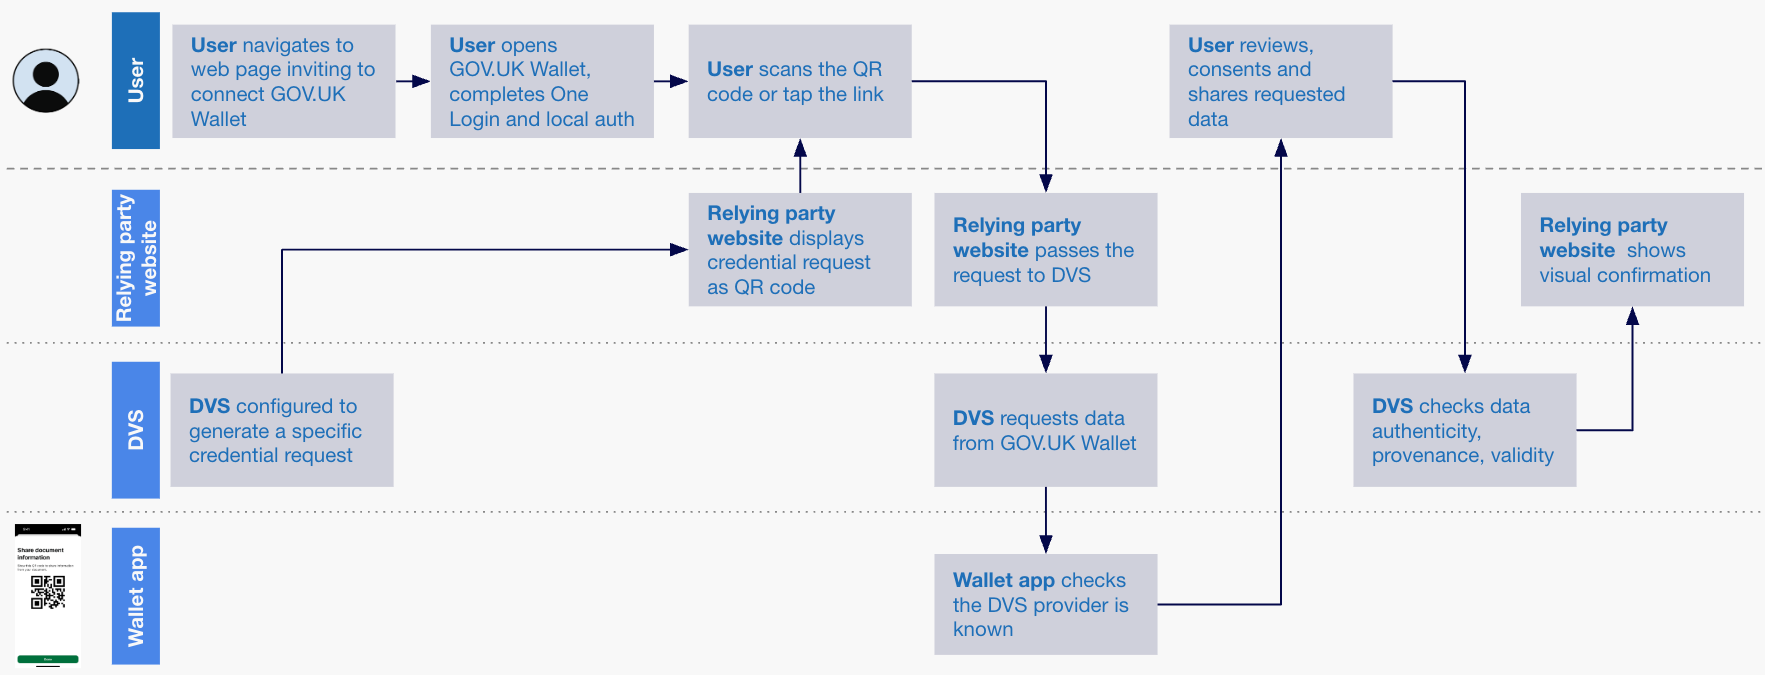 User
User navigates to
web page inviting to
connect GOV.UK
Wallet
User opens
GOV.UK Wallet,
completes One
Login and local auth
User scans the QR
code or tap the link
User reviews,
consents and
shares requested
data
Relying party
website
Relying party
website displays
credential request
as QR code
Relying party
website passes the
request to DVS
Relying party
website shows
visual confirmation
DVS
DVS configured to
generate a specific
credential request
DVS requests data
from GOV.UK Wallet
DVS checks data
authenticity,
provenance, validity
Wallet app
Share document
information
Wallet app checks
the DVS provider is
known